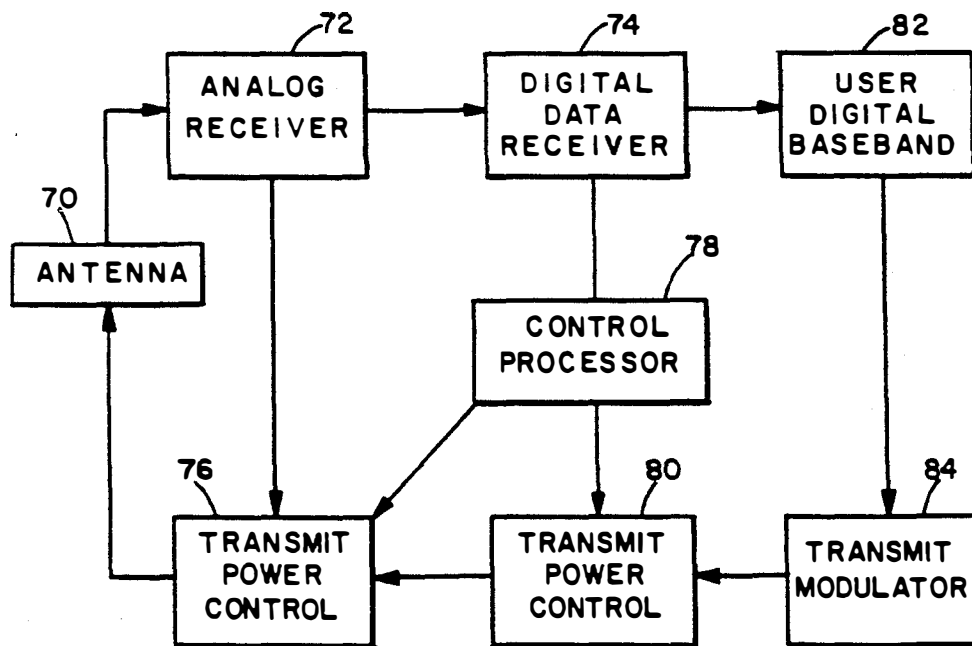 72
74
82
ANALOG
RECEIVER
DIGITAL
DATA
RECEIVER
USER
DIGITAL
BASEBAND
70
ANTENNA
78
CONTROL
PROCESSOR
76
80
84
TRANSMIT
POWER
CONTROL
TRANSMIT
POWER
CONTROL
TRANSMIT
MODULATOR